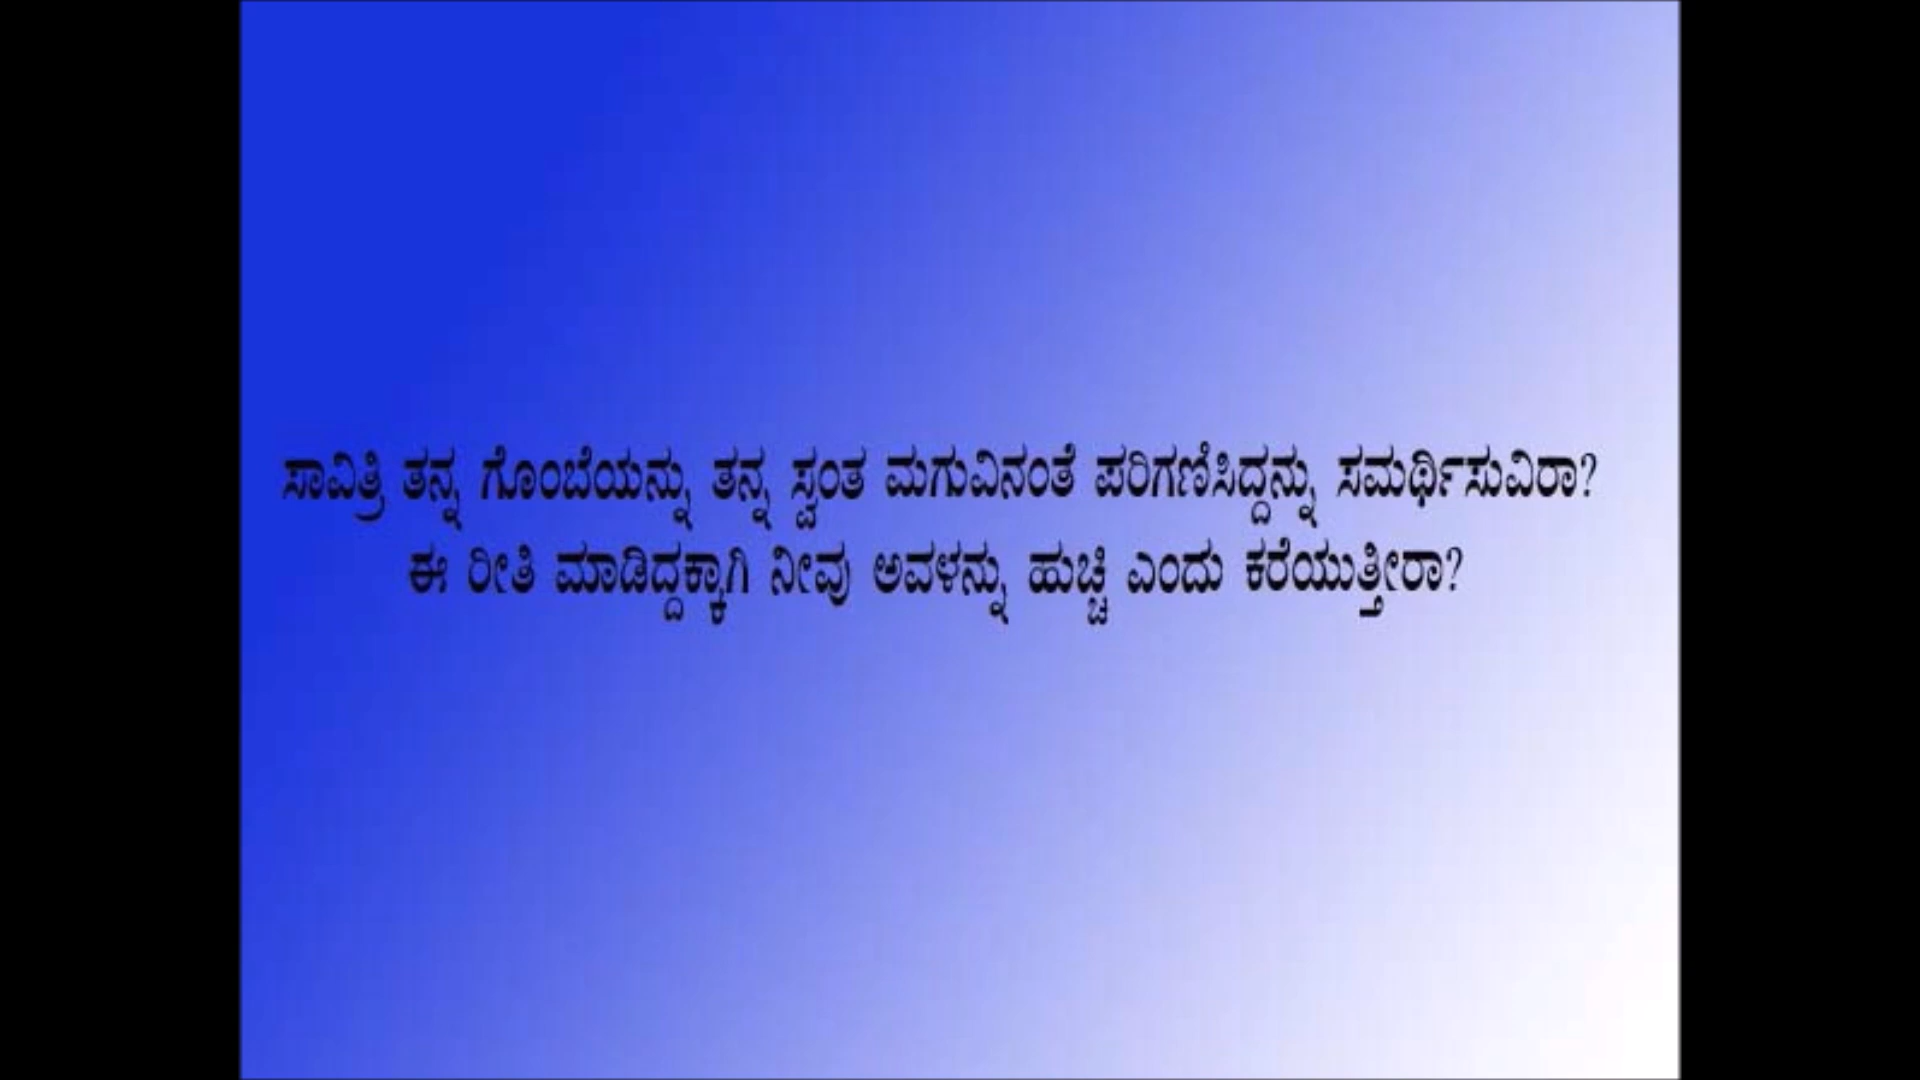 ಸಾವಿತ್ರಿ ತನ್ನ ಗೊಂಬೆಯನ್ನು ತನ್ನ ಸ್ವಂತ ಮಗುವಿನಂತೆ ಪರಿಗಣಿಸಿದ್ದನ್ನು ಸಮರ್ಥಿಸುವಿರಾ?
ಈ ರೀತಿ ಮಾಡಿದ್ದಕ್ಕಾಗಿ ನೀವು ಅವಳನ್ನು ಹುಚ್ಚಿ ಎಂದು ಕರೆಯುತ್ತೀರಾ?